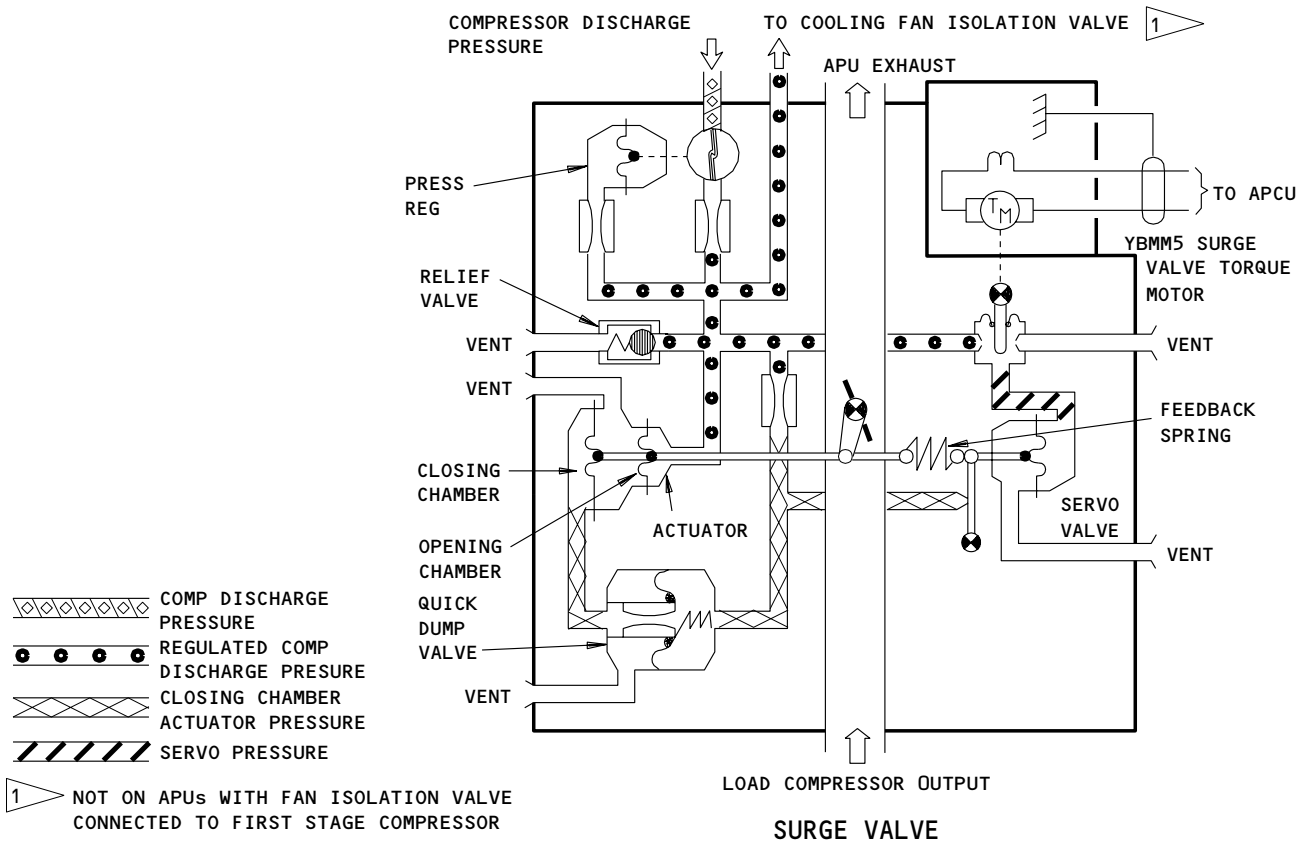 COMPRESSOR DISCHARGE
PRESSURE
TO COOLING FAN ISOLATION VALVE
1
APU EXHAUST
PRESS
REG
TM
TO APCU
YBMM5 SURGE
VALVE TORQUE
MOTOR
RELIEF
VALVE
VENT
VENT
VENT
FEEDBACK
SPRING
CLOSING
CHAMBER
ACTUATOR
SERVO
VALVE
OPENING
CHAMBER
VENT
QUICK
DUMP
VALVE
VENT
COMP DISCHARGE
PRESSURE
REGULATED COMP
DISCHARGE PRESURE
CLOSING CHAMBER
ACTUATOR PRESSURE
SERVO PRESSURE
LOAD COMPRESSOR OUTPUT
1
NOT ON APUs WITH FAN ISOLATION VALVE
CONNECTED TO FIRST STAGE COMPRESSOR
SURGE VALVE